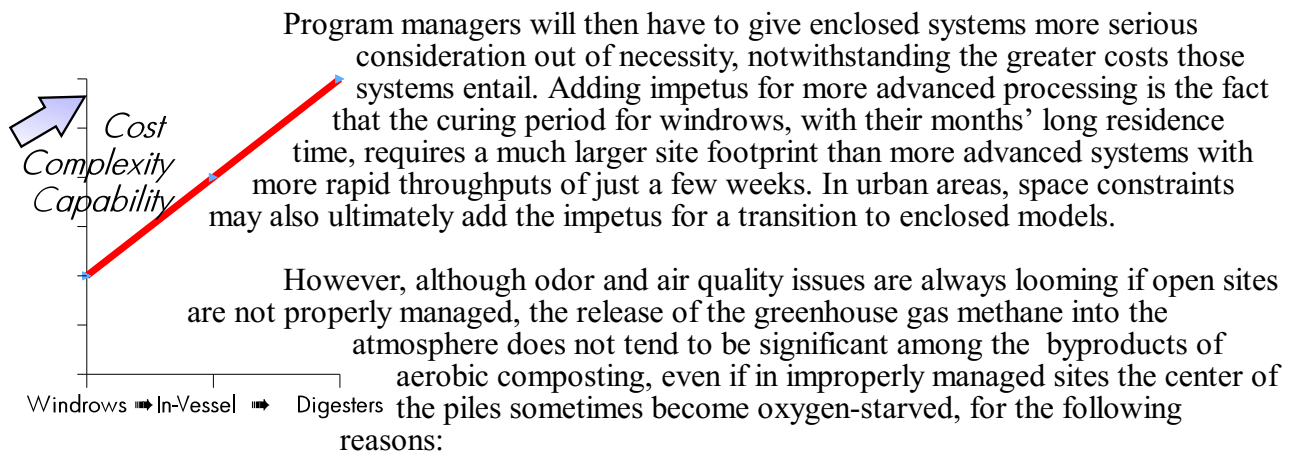 Program managers will then have to give enclosed systems more serious
consideration out of necessity, notwithstanding the greater costs those
systems entail. Adding impetus for more advanced processing is the fact
that the curing period for windrows, with their months’ long residence
time, requires a much larger site footprint than more advanced systems with
more rapid throughputs of just a few weeks. In urban areas, space constraints
may also ultimately add the impetus for a transition to enclosed models.
Cost
Complexity
Capability
However, although odor and air quality issues are always looming if open sites
are not properly managed, the release of the greenhouse gas methane into the
atmosphere does not tend to be significant among the byproducts of
aerobic composting, even if in improperly managed sites the center of
the piles sometimes become oxygen-starved, for the following
reasons:
Windrows ➠ In-Vessel ➠ Digesters